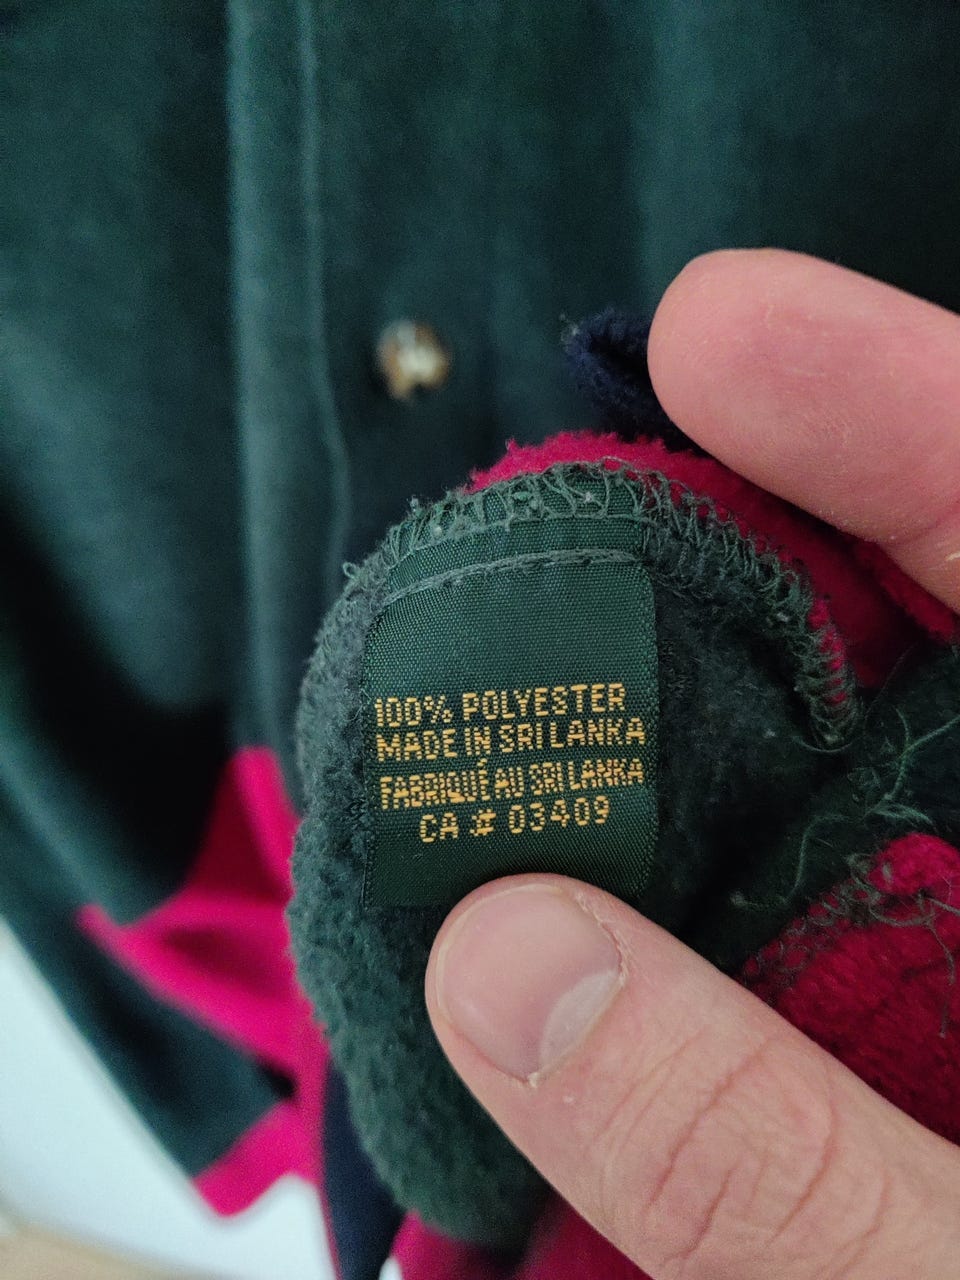 100% POLYESTER
MADE IN SRI LANKA
FABRIQUÉ AU SRI LANKA
CA # 03409